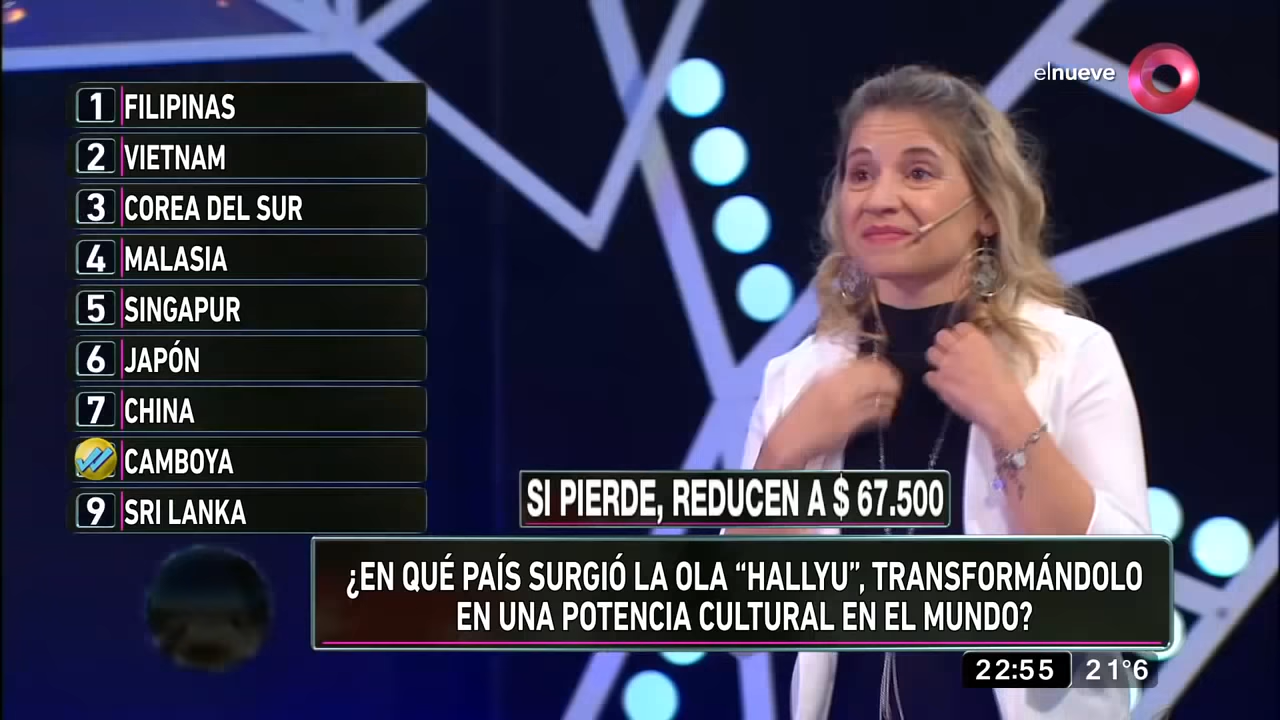 elnueve
1 FILIPINAS
2 VIETNAM
3 COREA DEL SUR
4 MALASIA
5 SINGAPUR
6 JAPÓN
7 CHINA
CAMBOYA
9 SRI LANKA
SI PIERDE, REDUCEN A $ 67.500
¿EN QUÉ PAÍS SURGIÓ LA OLA “HALLYU”, TRANSFORMÁNDOLO
EN UNA POTENCIA CULTURAL EN EL MUNDO?
22:55 21°6